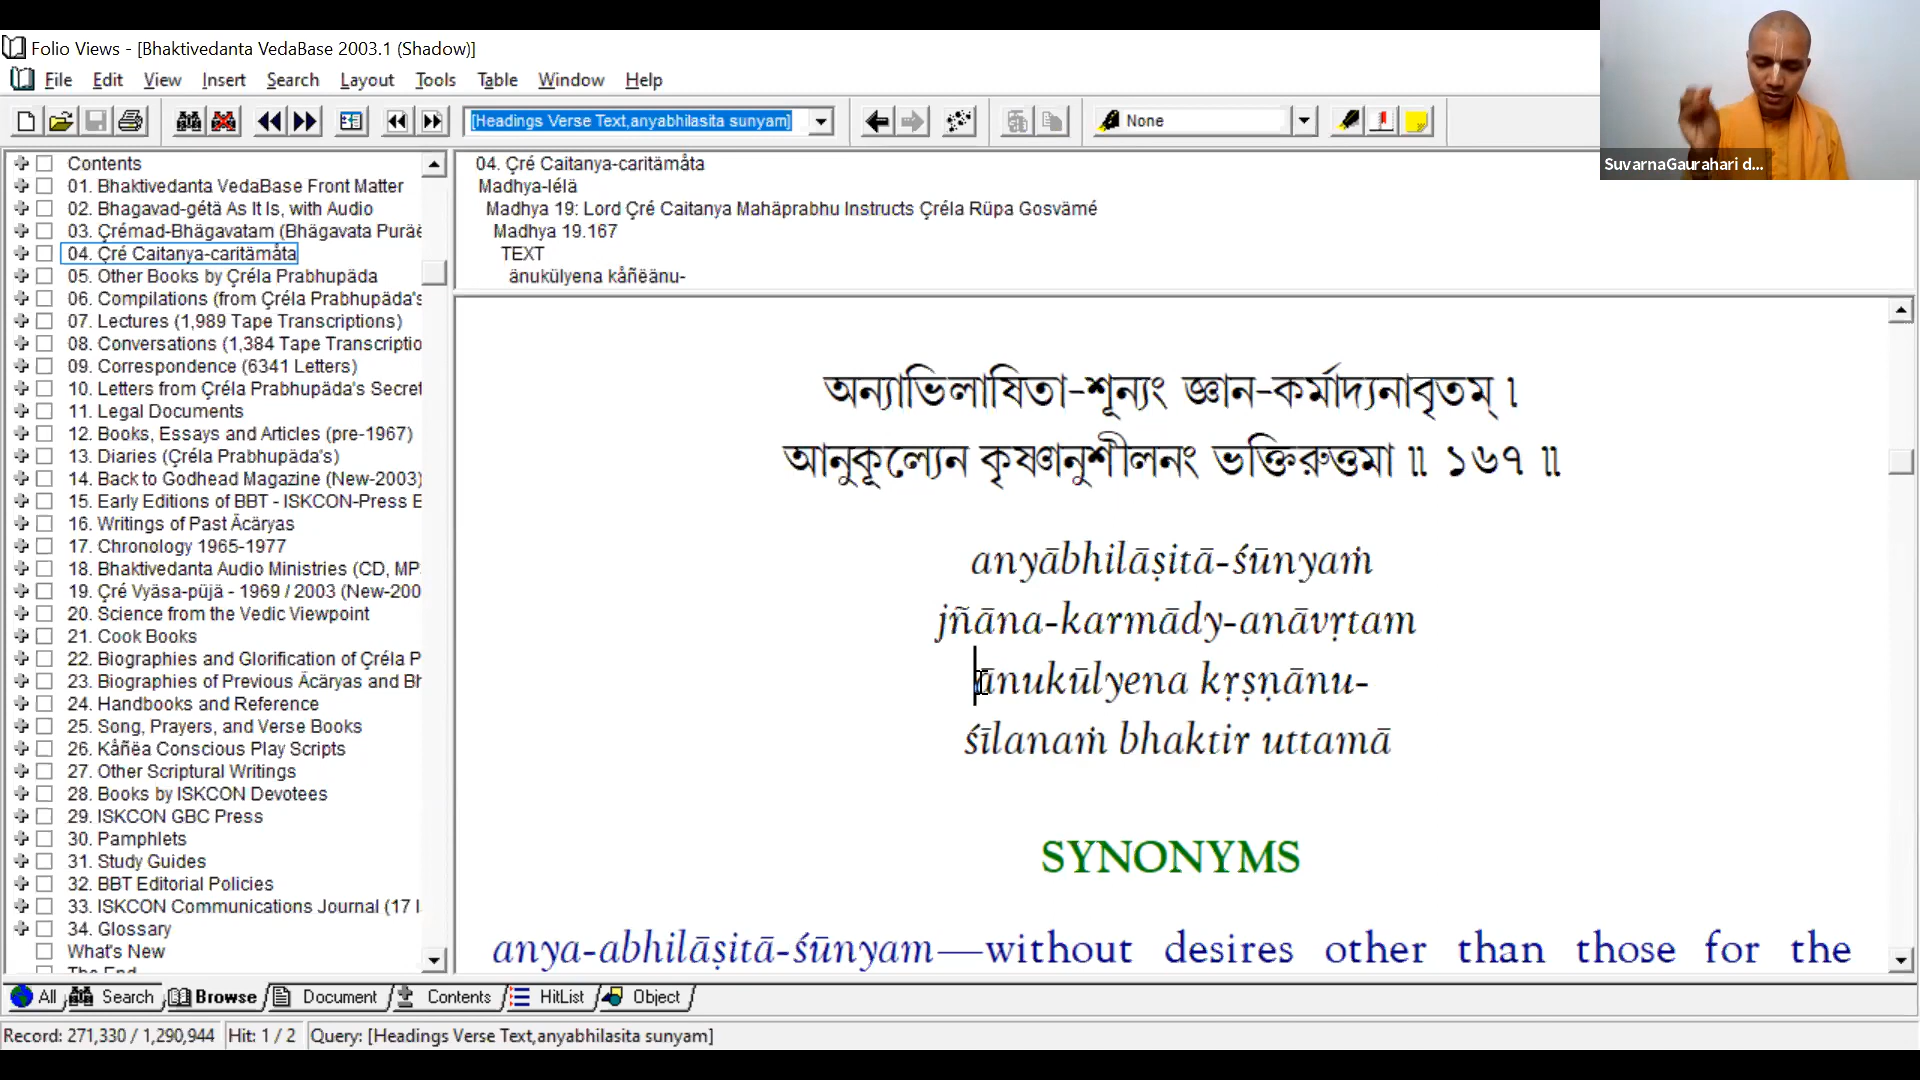 Folio Views - [Bhaktivedanta VedaBase 2003.1 (Shadow)]
File Edit View Insert Search Layout Tools Table Window Help
[Headings Verse Text,anyabhilasita sunyam]
None
SuvarnaGaurahari d...
Contents
01. Bhaktivedanta VedaBase Front Matter
02. Bhagavad-gétä As It Is, with Audio
03. Çrémad-Bhägavatam (Bhägavata Puräë
04. Çré Caitanya-caritämåta
05. Other Books by Çréla Prabhupäda
06. Compilations (from Çréla Prabhupäda's
07. Lectures (1,989 Tape Transcriptions)
08. Conversations (1,384 Tape Transcriptio
09. Correspondence (6341 Letters)
10. Letters from Çréla Prabhupäda's Secret
11. Legal Documents
12. Books, Essays and Articles (pre-1967)
13. Diaries (Çréla Prabhupäda's)
14. Back to Godhead Magazine (New-2003)
15. Early Editions of BBT - ISKCON-Press E
16. Writings of Past Äcäryas
17. Chronology 1965-1977
18. Bhaktivedanta Audio Ministries (CD, MP
19. Çré Vyäsa-püjä - 1969 / 2003 (New-200
20. Science from the Vedic Viewpoint
21. Cook Books
22. Biographies and Glorification of Çréla P
23. Biographies of Previous Äcäryas and Bh
24. Handbooks and Reference
25. Song, Prayers, and Verse Books
26. Kåñëa Conscious Play Scripts
27. Other Scriptural Writings
28. Books by ISKCON Devotees
29. ISKCON GBC Press
30. Pamphlets
31. Study Guides
32. BBT Editorial Policies
33. ISKCON Communications Journal (17 I
34. Glossary
What's New
The End
04. Çré Caitanya-caritämåta
Madhya-lélä
Madhya 19: Lord Çré Caitanya Mahäprabhu Instructs Çréla Rüpa Gosvämé
Madhya 19.167
TEXT
änukülyena kåñëänu-
অন্যাভিলাষিতা-শূন্যং জ্ঞান-কর্মাদ্যনাবৃতম্ ৷
আনুকূল্যেন কৃষ্ণানুশীলনং ভক্তিরুত্তমা ॥ ১৬৭ ॥
anyābhilāṣitā-śūnyaṁ
jñāna-karmādy-anāvṛtam
ānukūlyena kṛṣṇānu-
śīlanaṁ bhaktir uttamā
SYNONYMS
anya-abhilāṣitā-śūnyam—without desires other than those for the
All Search Browse Document Contents HitList Object
Record: 271,330 / 1,290,944 Hit: 1 / 2 Query: [Headings Verse Text,anyabhilasita sunyam]